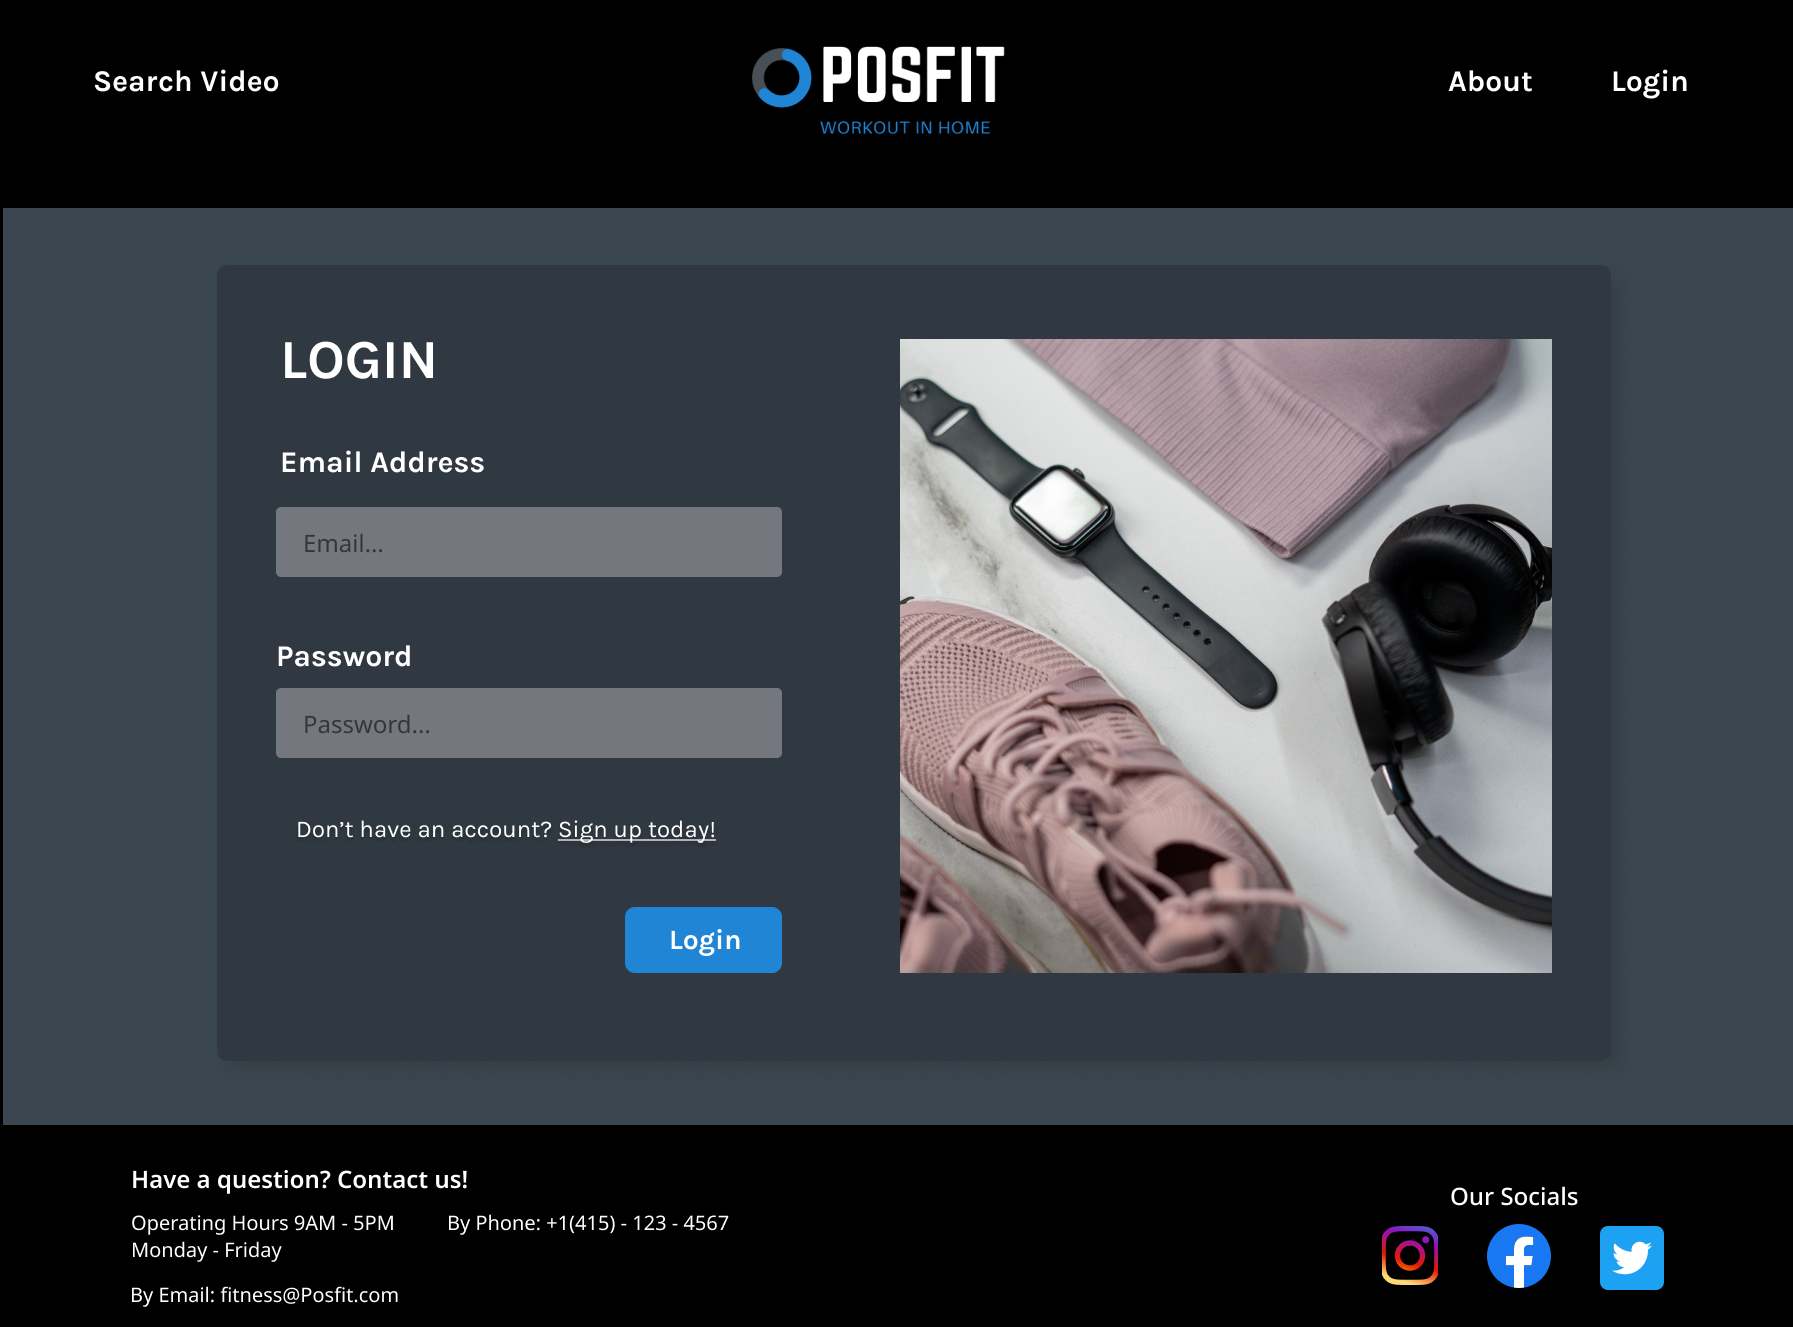 Search Video
POSFIT
WORKOUT IN HOME
About
Login
LOGIN
Email Address
Email...
Password
Password...
Don’t have an account? Sign up today!
Login
Have a question? Contact us!
Operating Hours 9AM - 5PM
Monday - Friday
By Phone: +1(415) - 123 - 4567
By Email: fitness@Posfit.com
Our Socials